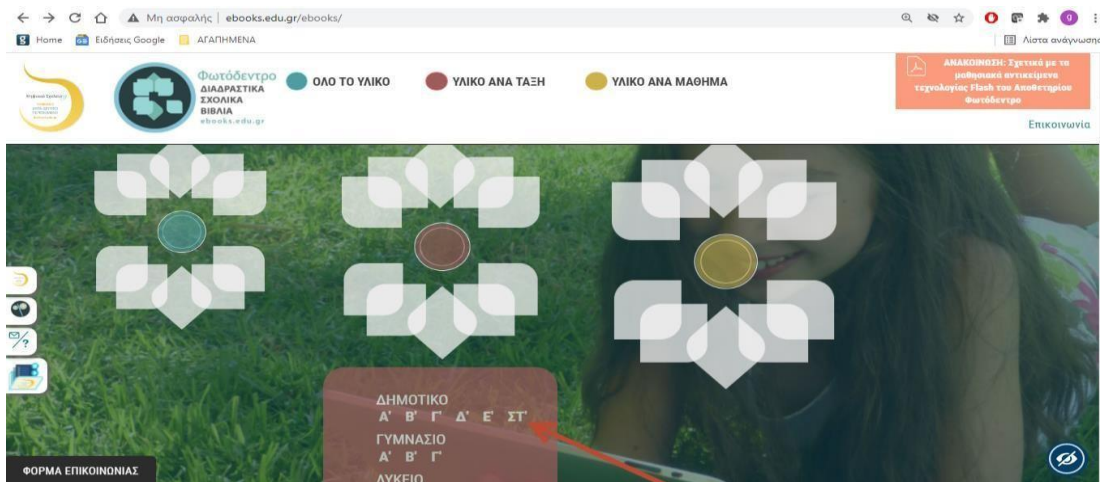 Μη ασφαλής | ebooks.edu.gr/ebooks/
Home
Ειδήσεις Google
ΑΓΑΠΗΜΕΝΑ
Λίστα ανάγνωσης
Φωτόδεντρο
ΔΙΑΔΡΑΣΤΙΚΑ
ΣΧΟΛΙΚΑ
ΒΙΒΛΙΑ
ebooks.edu.gr
ΟΛΟ ΤΟ ΥΛΙΚΟ
ΥΛΙΚΟ ΑΝΑ ΤΑΞΗ
ΥΛΙΚΟ ΑΝΑ ΜΑΘΗΜΑ
ΑΝΑΚΟΙΝΩΣΗ: Σχετικά με τα
μαθησιακά αντικείμενα
τεχνολογίας Flash του Αποθετηρίου
Φωτόδεντρο
Επικοινωνία
ΔΗΜΟΤΙΚΟ
Α' Β' Γ' Δ' Ε' ΣΤ'
ΓΥΜΝΑΣΙΟ
Α' Β' Γ'
ΛΥΚΕΙΟ
ΦΟΡΜΑ ΕΠΙΚΟΙΝΩΝΙΑΣ